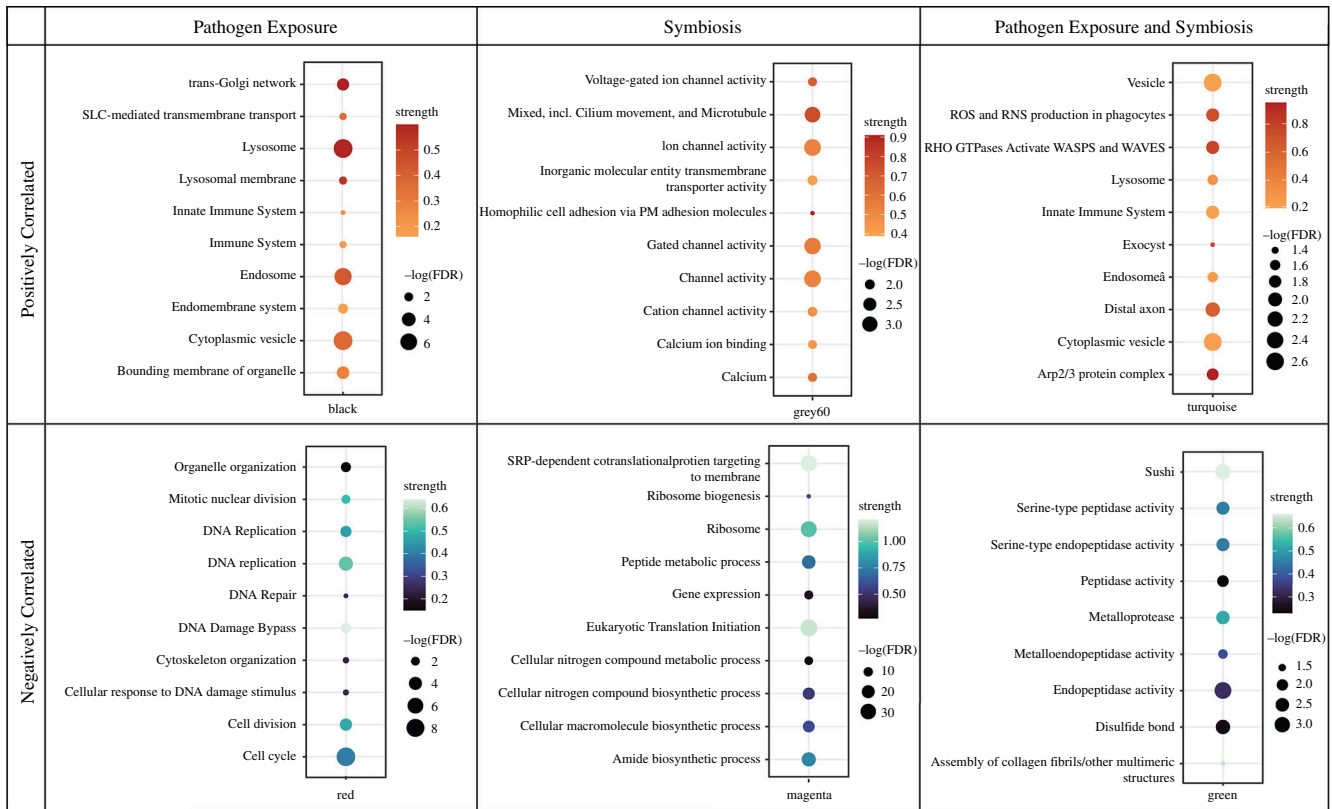 Pathogen Exposure
Symbiosis
Pathogen Exposure and Symbiosis
Positively Correlated
trans-Golgi network
SLC-mediated transmembrane transport
Lysosome
Lysosomal membrane
Innate Immune System
Immune System
Endosome
Endomembrane system
Cytoplasmic vesicle
Bounding membrane of organelle
black
strength
0.5
0.4
0.3
0.2
–log(FDR)
2
4
6
Voltage-gated ion channel activity
Mixed, incl. Cilium movement, and Microtubule
Ion channel activity
Inorganic molecular entity transmembrane
transporter activity
Homophilic cell adhesion via PM adhesion molecules
Gated channel activity
Channel activity
Cation channel activity
Calcium ion binding
Calcium
grey60
strength
0.9
0.8
0.7
0.6
0.5
0.4
–log(FDR)
2.0
2.5
3.0
Vesicle
ROS and RNS production in phagocytes
RHO GTPases Activate WASPS and WAVES
Lysosome
Innate Immune System
Exocyst
Endosomeâ
Distal axon
Cytoplasmic vesicle
Arp2/3 protein complex
turquoise
strength
0.8
0.6
0.4
0.2
–log(FDR)
1.4
1.6
1.8
2.0
2.2
2.4
2.6
Negatively Correlated
Organelle organization
Mitotic nuclear division
DNA Replication
DNA replication
DNA Repair
DNA Damage Bypass
Cytoskeleton organization
Cellular response to DNA damage stimulus
Cell division
Cell cycle
red
strength
0.6
0.5
0.4
0.3
0.2
–log(FDR)
2
4
6
8
SRP-dependent cotranslationalprotien targeting
to membrane
Ribosome biogenesis
Ribosome
Peptide metabolic process
Gene expression
Eukaryotic Translation Initiation
Cellular nitrogen compound metabolic process
Cellular nitrogen compound biosynthetic process
Cellular macromolecule biosynthetic process
Amide biosynthetic process
magenta
strength
1.00
0.75
0.50
–log(FDR)
10
20
30
Sushi
Serine-type peptidase activity
Serine-type endopeptidase activity
Peptidase activity
Metalloprotease
Metalloendopeptidase activity
Endopeptidase activity
Disulfide bond
Assembly of collagen fibrils/other multimeric
structures
green
strength
0.6
0.5
0.4
0.3
–log(FDR)
1.5
2.0
2.5
3.0